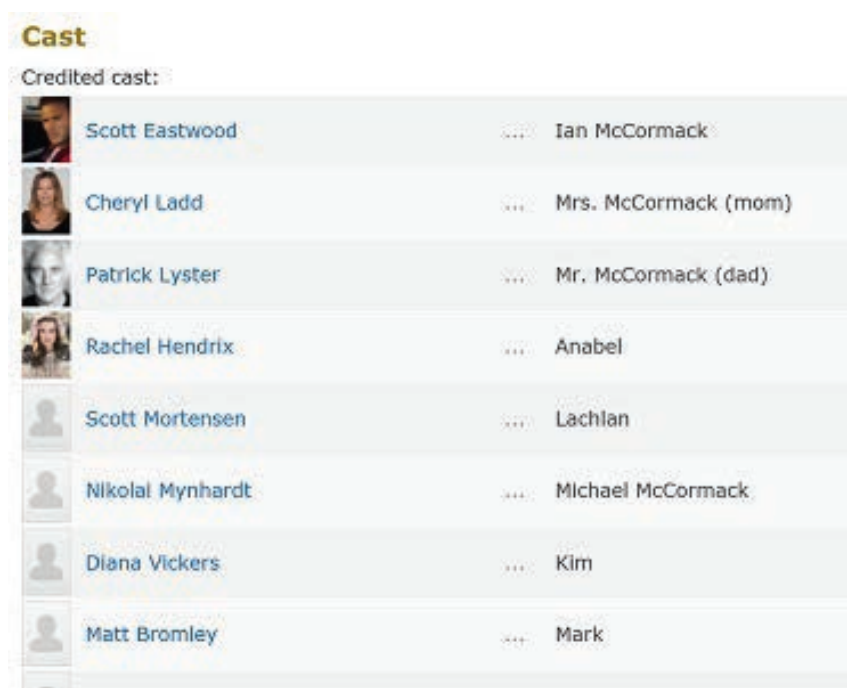 Cast
Credited cast:
Scott Eastwood ... Ian McCormack
Cheryl Ladd ... Mrs. McCormack (mom)
Patrick Lyster ... Mr. McCormack (dad)
Rachel Hendrix ... Anabel
Scott Mortensen ... Lachlan
Nikolai Mynhardt ... Michael McCormack
Diana Vickers ... Kim
Matt Bromley ... Mark